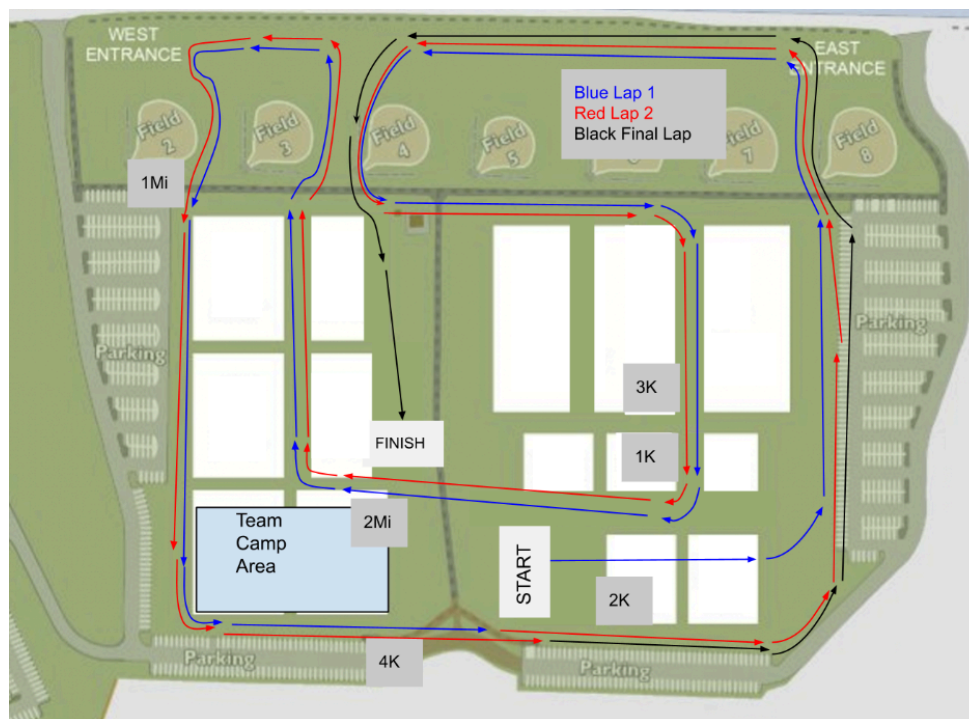 WEST
ENTRANCE
EAST
ENTRANCE
Blue Lap 1
Red Lap 2
Black Final Lap
Field
2
Field
3
Field
4
Field
5
7
Field
8
1Mi
Parking
Parking
3K
FINISH
1K
2Mi
Team
Camp
Area
START
2K
4K
Parking
Parking